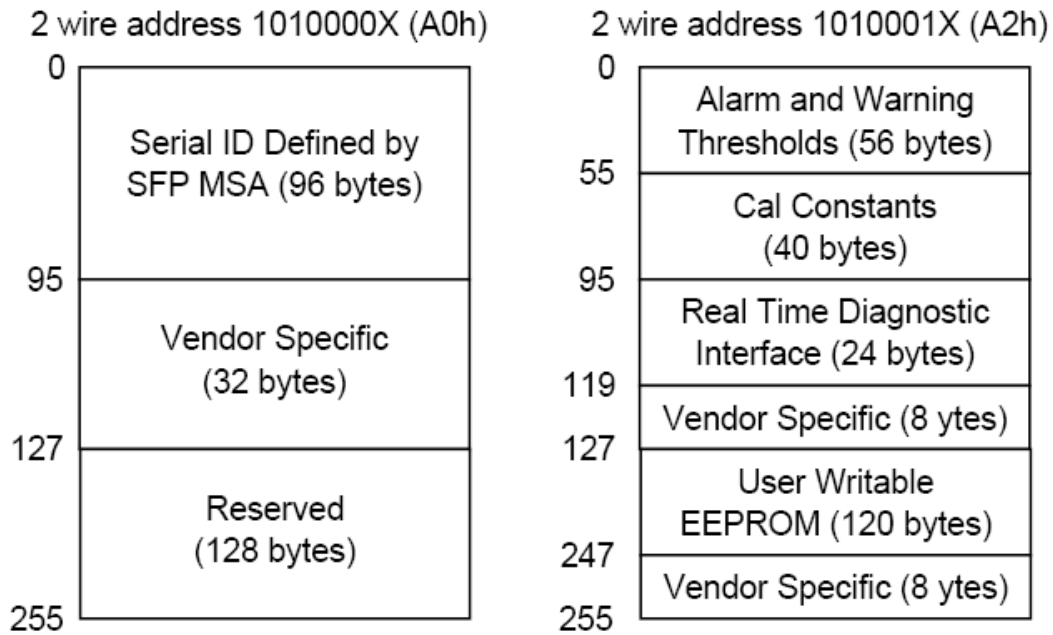 2 wire address 1010000X (A0h)
0
Serial ID Defined by
SFP MSA (96 bytes)
95
Vendor Specific
(32 bytes)
127
Reserved
(128 bytes)
255
2 wire address 1010001X (A2h)
0
Alarm and Warning
Thresholds (56 bytes)
55
Cal Constants
(40 bytes)
95
Real Time Diagnostic
Interface (24 bytes)
119
Vendor Specific (8 ytes)
127
User Writable
EEPROM (120 bytes)
247
Vendor Specific (8 ytes)
255